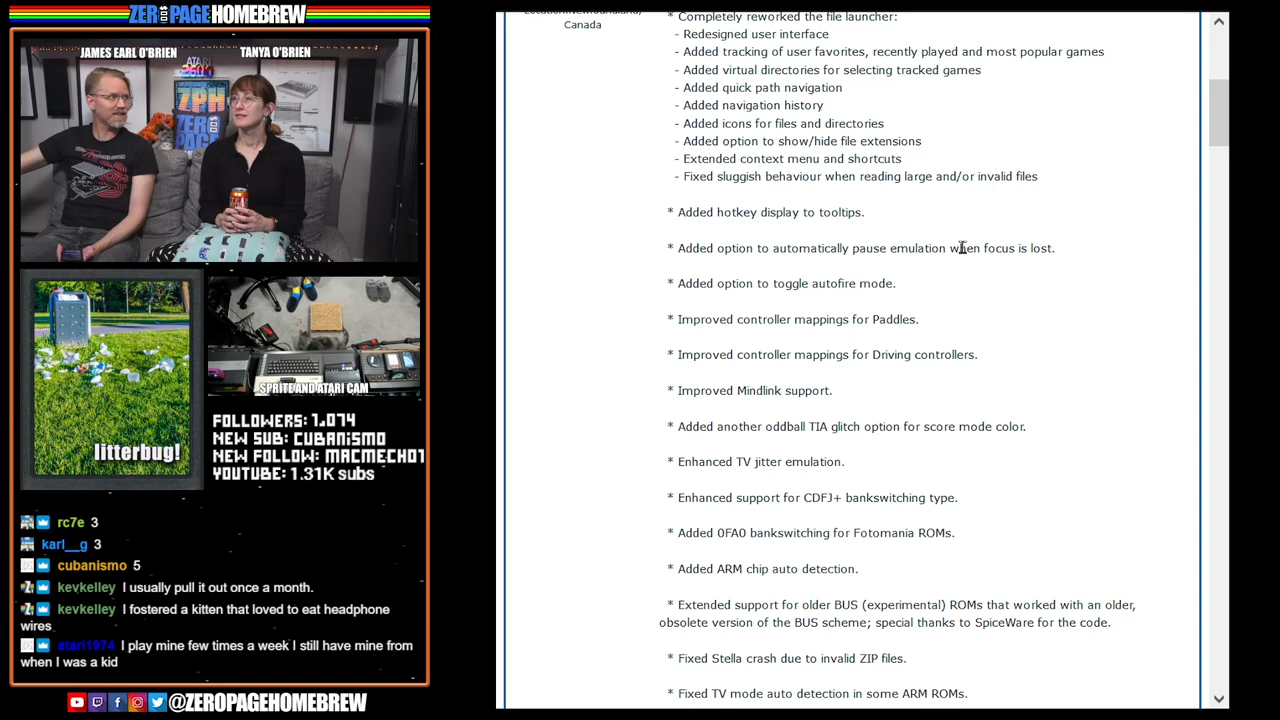 ZERO PAGE HOMEBREW
JAMES EARL O'BRIEN
TANYA O'BRIEN
ATARI
2600
ZPH
ZERO
PAGE
litterbug!
SPRITE AND ATARI CAM
FOLLOWERS: 1,074
NEW SUB: CUBANISMO
NEW FOLLOW: MACMECHOT
YOUTUBE: 1.31K subs
rc7e 3
karl__g 3
cubanismo 5
kevkelley I usually pull it out once a month.
kevkelley I fostered a kitten that loved to eat headphone
wires
atari1974 I play mine few times a week I still have mine from
when I was a kid
@ZEROPAGEHOMEBREW
Location:Newfoundland,
Canada
* Completely reworked the file launcher:
- Redesigned user interface
- Added tracking of user favorites, recently played and most popular games
- Added virtual directories for selecting tracked games
- Added quick path navigation
- Added navigation history
- Added icons for files and directories
- Added option to show/hide file extensions
- Extended context menu and shortcuts
- Fixed sluggish behaviour when reading large and/or invalid files
* Added hotkey display to tooltips.
* Added option to automatically pause emulation when focus is lost.
* Added option to toggle autofire mode.
* Improved controller mappings for Paddles.
* Improved controller mappings for Driving controllers.
* Improved Mindlink support.
* Added another oddball TIA glitch option for score mode color.
* Enhanced TV jitter emulation.
* Enhanced support for CDFJ+ bankswitching type.
* Added 0FA0 bankswitching for Fotomania ROMs.
* Added ARM chip auto detection.
* Extended support for older BUS (experimental) ROMs that worked with an older,
obsolete version of the BUS scheme; special thanks to SpiceWare for the code.
* Fixed Stella crash due to invalid ZIP files.
* Fixed TV mode auto detection in some ARM ROMs.